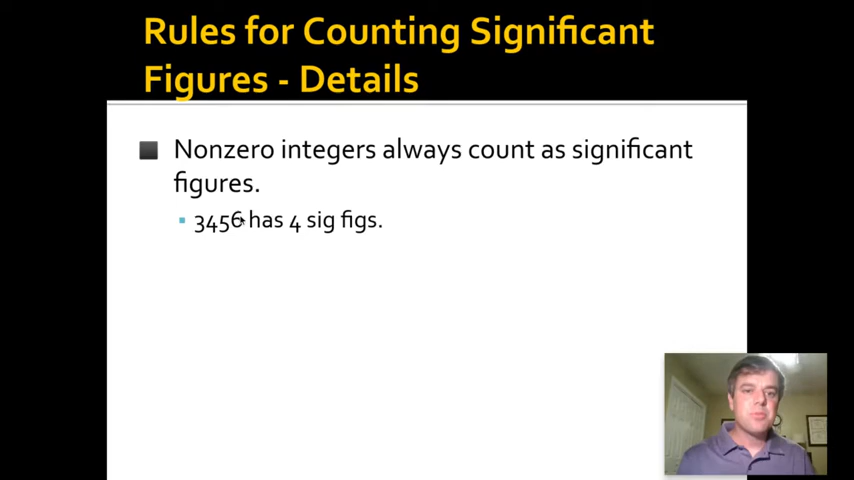 Rules for Counting Significant
Figures - Details
Nonzero integers always count as significant
figures.
3456 has 4 sig figs.